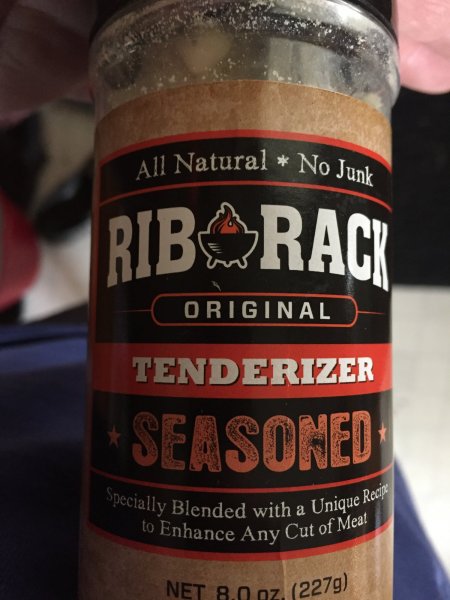 All Natural * No Junk
RIB RACK
ORIGINAL
TENDERIZER
SEASONED
Specially Blended with a Unique Recipe
to Enhance Any Cut of Meat
NET 8.0 oz. (227g)